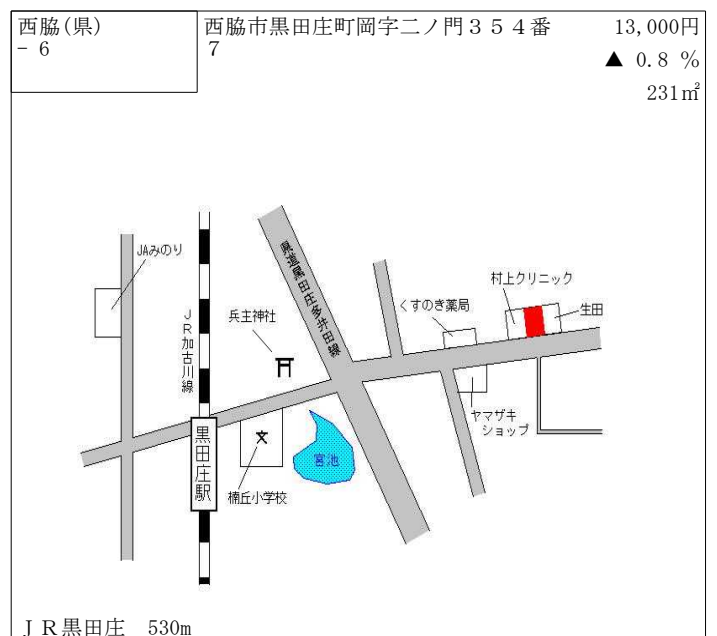 西脇(県)
－６
西脇市黒田庄町岡字二ノ門３５４番
７
13,000円
▲ 0.8 %
231㎡
JAみのり
ＪＲ加古川線
兵主神社
県道黒田庄多井田線
くすのき薬局
村上クリニック
生田
ヤマザキ
ショップ
黒田庄駅
文
楠丘小学校
宮池
ＪＲ黒田庄　530m